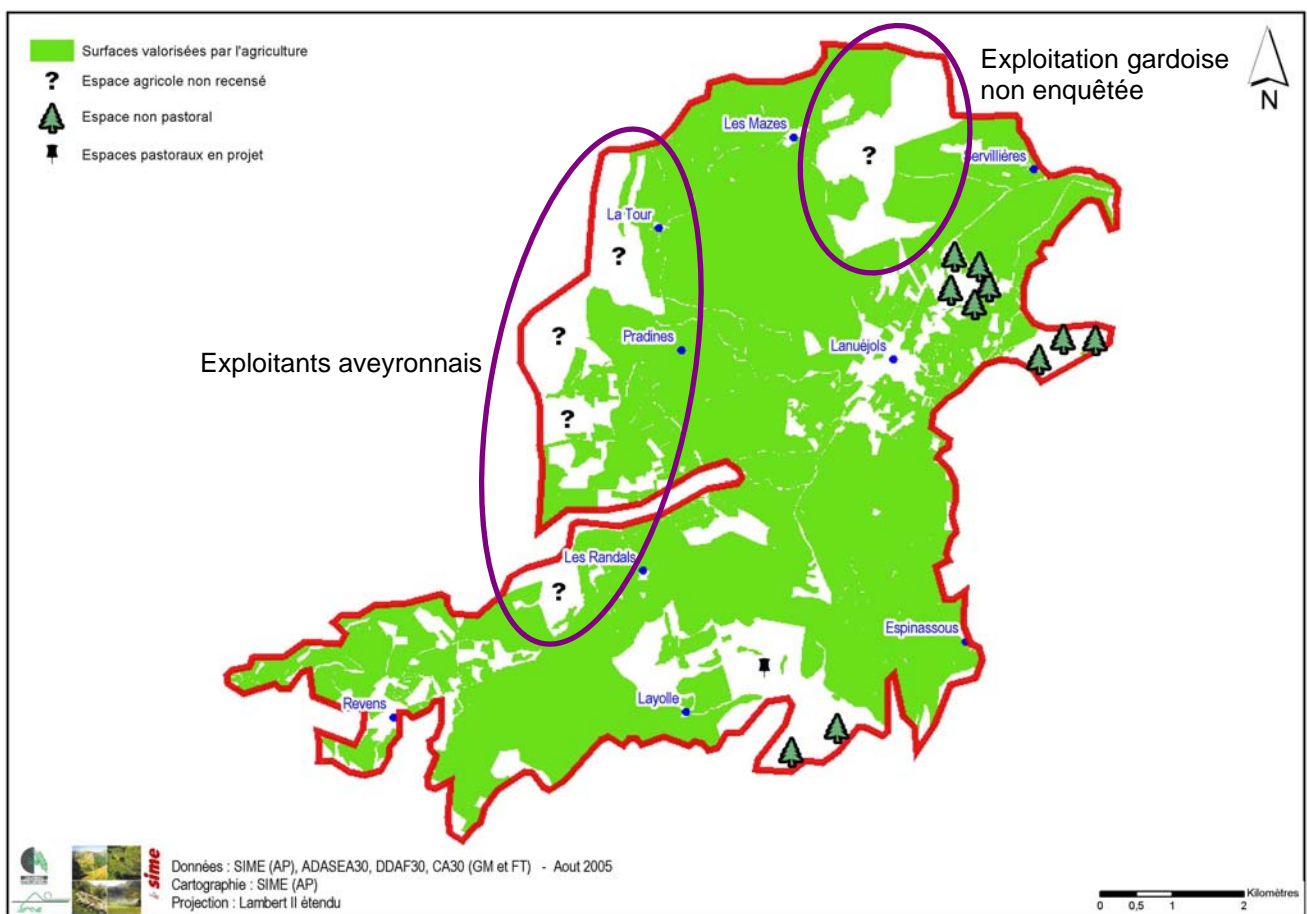 Surfaces valorisées par l'agriculture
? Espace agricole non recensé
Espace non pastoral
Espaces pastoraux en projet
Exploitation gardoise
non enquêtée
N
Les Mazes
?
Servillières
La Tour
?
?
Pradines
Lanuéjols
Exploitants aveyronnais
?
Les Randals
?
Espinassous
Layolle
Revens
sime
Données : SIME (AP), ADASEA30, DDAF30, CA30 (GM et FT) - Aout 2005
Cartographie : SIME (AP)
Projection : Lambert II étendu
Kilomètres
0 0,5 1 2